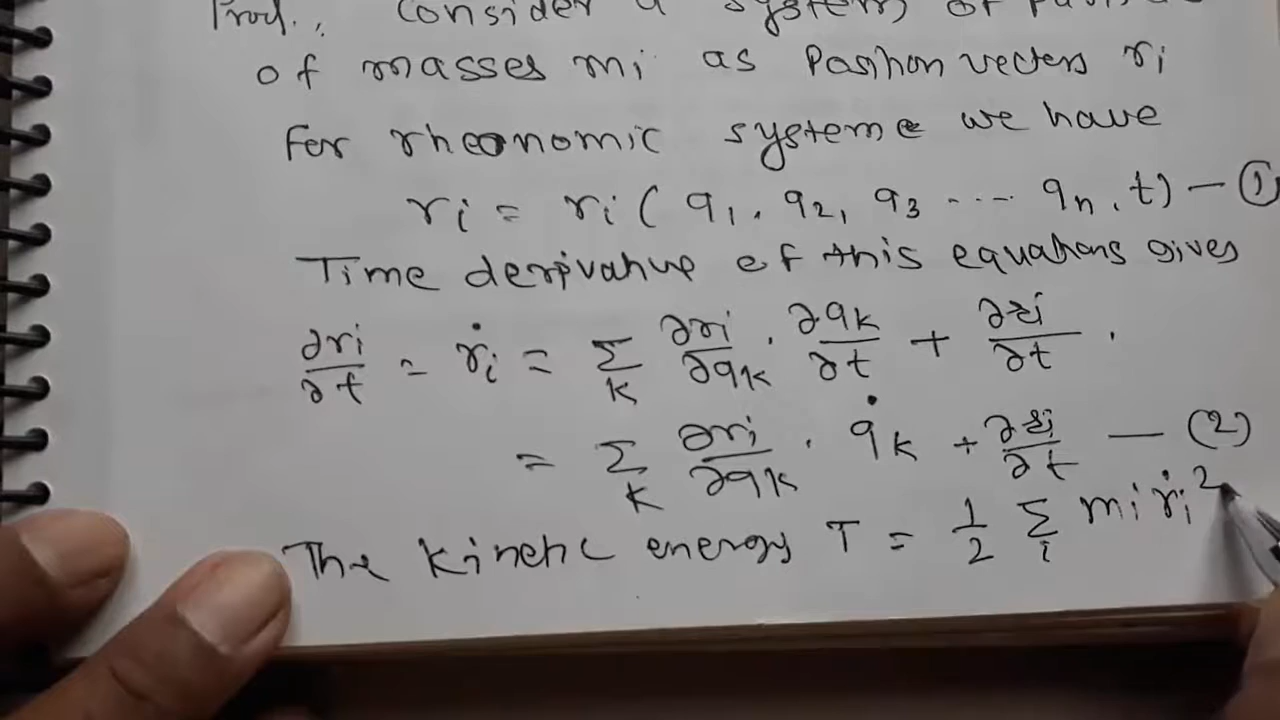 Proof:, Consider a system of
of masses mi as Position vectors ri
For rheonomic system we have
ri = ri ( q1, q2, q3 ---- qn, t) — ①
Time derivative of this equations gives
∂ri/∂t = ṙi = Σk ∂ri/∂qk . ∂qk/∂t + ∂ri/∂t .
= Σk ∂ri/∂qk . q̇k + ∂ri/∂t — (2)
The Kinetic energy T = 1/2 Σi mi ṙi²